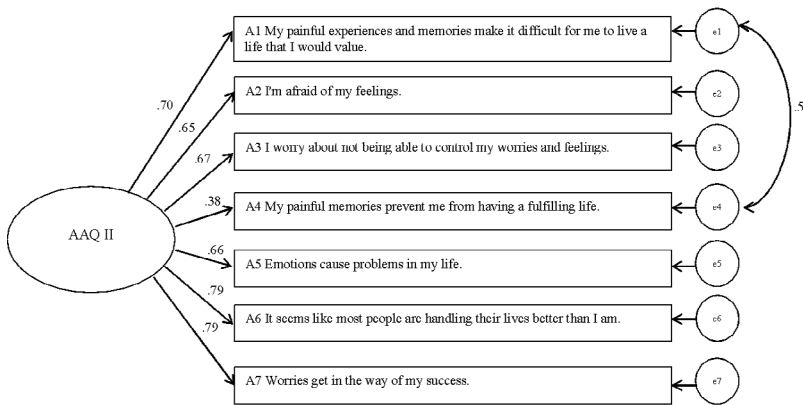 A1 My painful experiences and memories make it difficult for me to live a
life that I would value.
e1
.70
A2 I'm afraid of my feelings.
e2
.5
.65
A3 I worry about not being able to control my worries and feelings.
e3
.67
A4 My painful memories prevent me from having a fulfilling life.
e4
.38
AAQ II
.66
A5 Emotions cause problems in my life.
e5
.79
A6 It seems like most people are handling their lives better than I am.
e6
.79
A7 Worries get in the way of my success.
e7